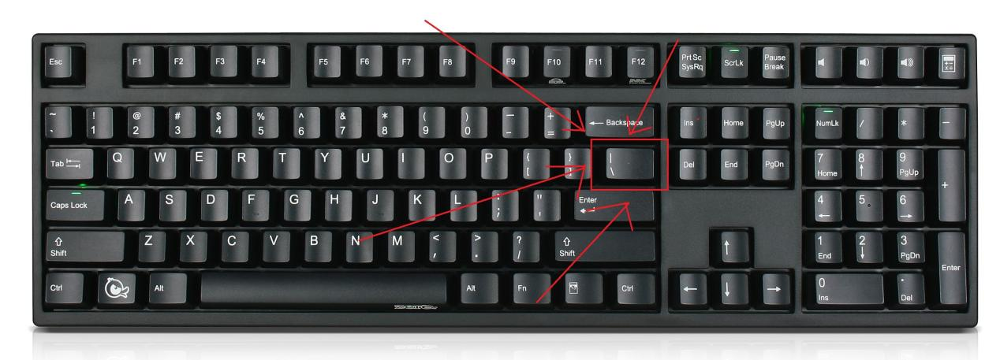 Esc F1 F2 F3 F4 F5 F6 F7 F8 F9 F10 F11 F12 Prt Sc SysRq ScrLk Pause Break
~ ` ! 1 @ 2 # 3 $ 4 % 5 ^ 6 & 7 * 8 ( 9 ) 0 — - + = ← Backspace Ins Home PgUp NumLk / * −
Tab Q W E R T Y U I O P { [ } ] | \ Del End PgDn 7 Home 8 ↑ 9 PgUp +
Caps Lock A S D F G H J K L : ; " ' Enter 4 ← 5 6 →
⇧ Shift Z X C V B N M < , > . ? / ⇧ Shift ↑ 1 End 2 ↓ 3 PgDn Enter
Ctrl Alt Alt Fn Ctrl ← ↓ → 0 Ins . Del